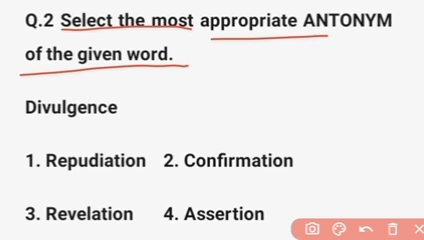 Q.2 Select the most appropriate ANTONYM
of the given word.
Divulgence
1. Repudiation 2. Confirmation
3. Revelation 4. Assertion